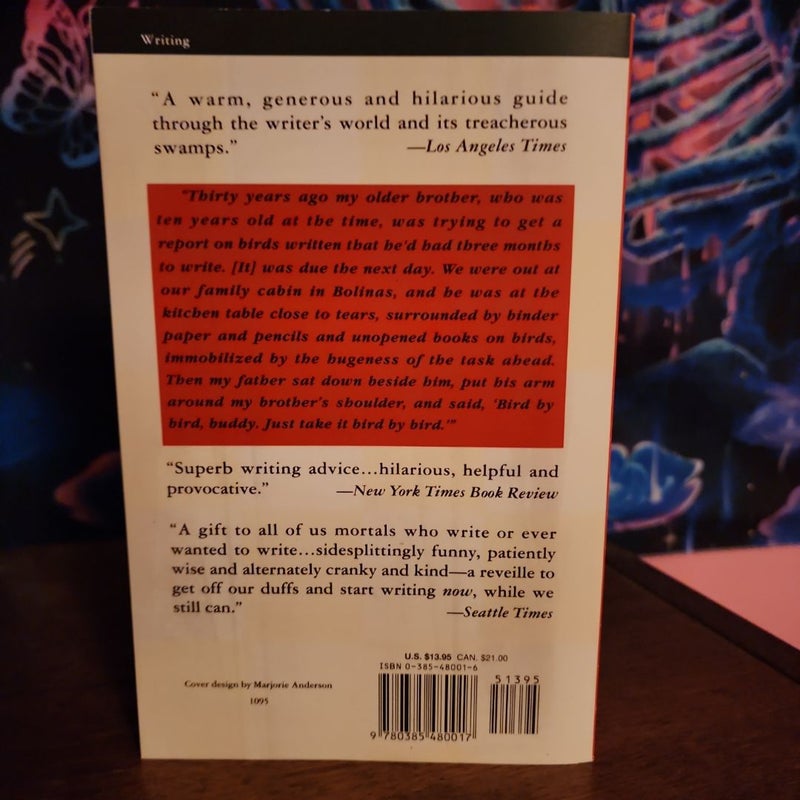 Writing
“A warm, generous and hilarious guide
through the writer’s world and its treacherous
swamps.” —Los Angeles Times
“Thirty years ago my older brother, who was
ten years old at the time, was trying to get a
report on birds written that he’d had three months
to write. [It] was due the next day. We were out at
our family cabin in Bolinas, and he was at the
kitchen table close to tears, surrounded by binder
paper and pencils and unopened books on birds,
immobilized by the hugeness of the task ahead.
Then my father sat down beside him, put his arm
around my brother’s shoulder, and said, ‘Bird by
bird, buddy. Just take it bird by bird.’”
“Superb writing advice...hilarious, helpful and
provocative.” —New York Times Book Review
“A gift to all of us mortals who write or ever
wanted to write...sidesplittingly funny, patiently
wise and alternately cranky and kind—a reveille to
get off our duffs and start writing now, while we
still can.” —Seattle Times
U.S. $13.95 CAN. $21.00
ISBN 0-385-48001-6
51395
Cover design by Marjorie Anderson
1095
9 780385 480017